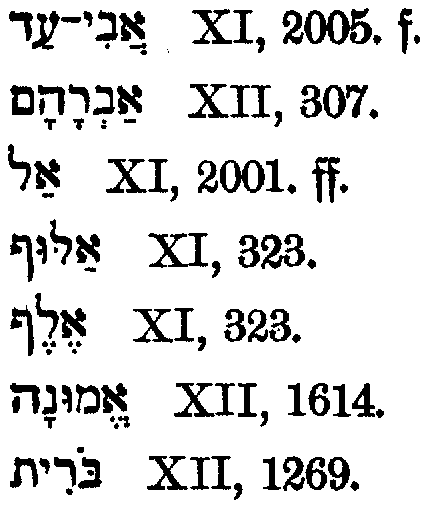 אֲבִי־עַד XI, 2005. f.
אַבְרָהָם XII, 307.
אַל XI, 2001. ff.
אַלּוּף XI, 323.
אֶלֶף XI, 323.
אֱמוּנָה XII, 1614.
בֹּרִית XII, 1269.